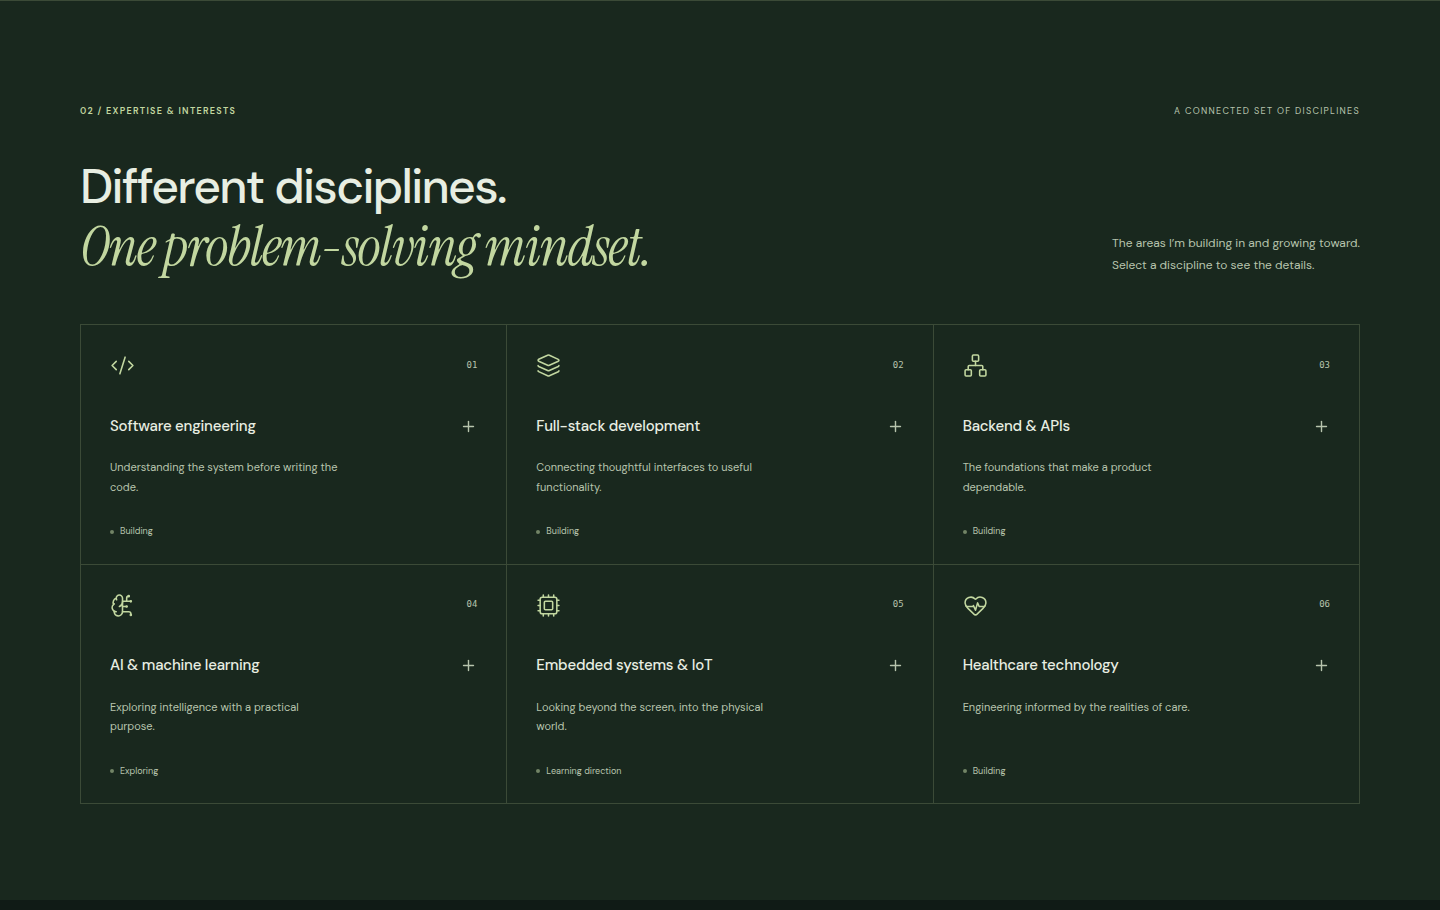 02 / EXPERTISE & INTERESTS
A CONNECTED SET OF DISCIPLINES
Different disciplines.
One problem-solving mindset.
The areas I’m building in and growing toward.
Select a discipline to see the details.
01
Software engineering
Understanding the system before writing the
code.
Building
02
Full-stack development
Connecting thoughtful interfaces to useful
functionality.
Building
03
Backend & APIs
The foundations that make a product
dependable.
Building
04
AI & machine learning
Exploring intelligence with a practical
purpose.
Exploring
05
Embedded systems & IoT
Looking beyond the screen, into the physical
world.
Learning direction
06
Healthcare technology
Engineering informed by the realities of care.
Building